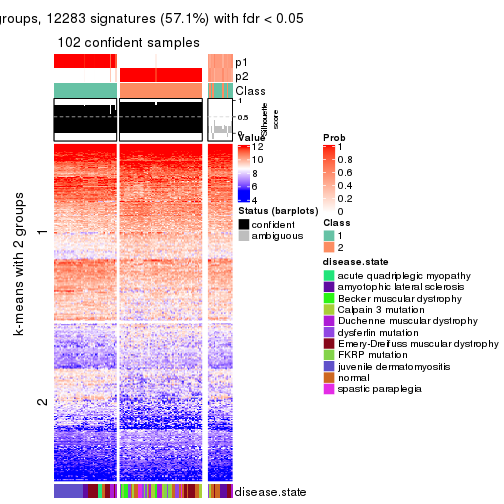 groups, 12283 signatures (57.1%) with fdr < 0.05
102 confident samples
p1
p2
Class
1
0.5
0
Silhouette
score
k-means with 2 groups
1
2
Value
12
10
8
6
4
Status (barplots)
confident
ambiguous
Prob
1
0.8
0.6
0.4
0.2
0
Class
1
2
disease.state
acute quadriplegic myopathy
amyotophic lateral sclerosis
Becker muscular dystrophy
Calpain 3 mutation
Duchenne muscular dystrophy
dysferlin mutation
Emery-Dreifuss muscular dystrophy
FKRP mutation
juvenile dermatomyositis
normal
spastic paraplegia
disease.state